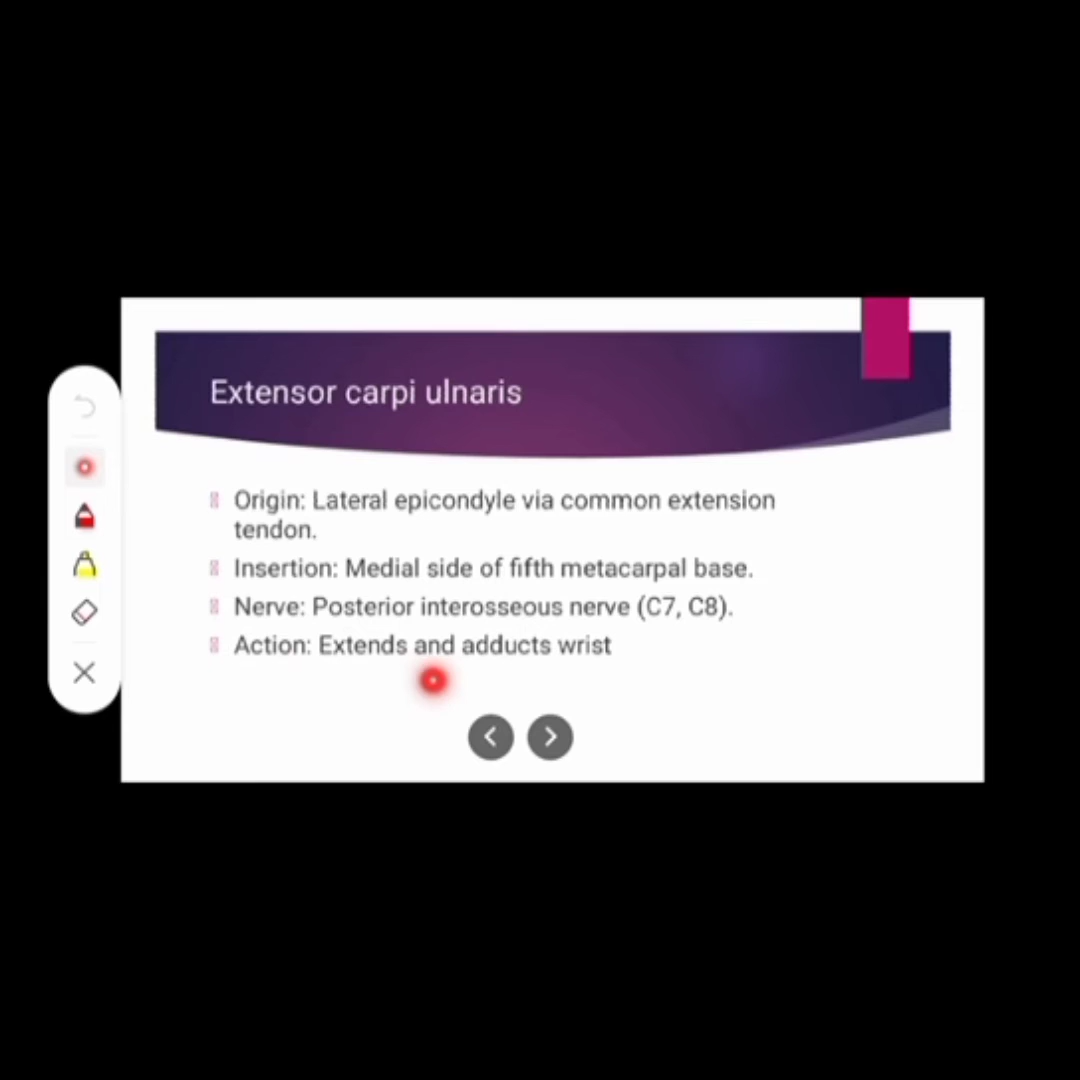 Extensor carpi ulnaris
Origin: Lateral epicondyle via common extension
tendon.
Insertion: Medial side of fifth metacarpal base.
Nerve: Posterior interosseous nerve (C7, C8).
Action: Extends and adducts wrist